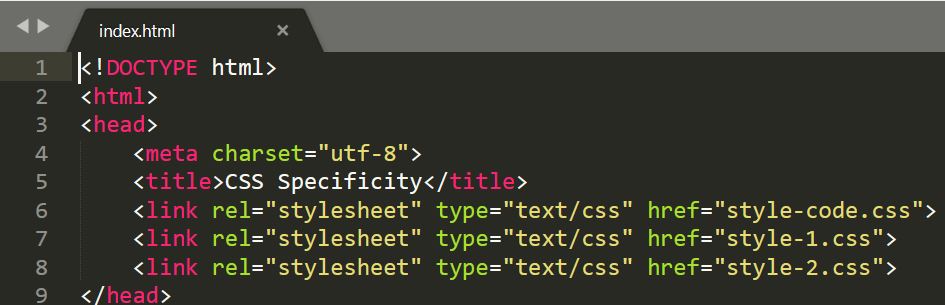 index.html ×
1 <!DOCTYPE html>
2 <html>
3 <head>
4     <meta charset="utf-8">
5     <title>CSS Specificity</title>
6     <link rel="stylesheet" type="text/css" href="style-code.css">
7     <link rel="stylesheet" type="text/css" href="style-1.css">
8     <link rel="stylesheet" type="text/css" href="style-2.css">
9 </head>